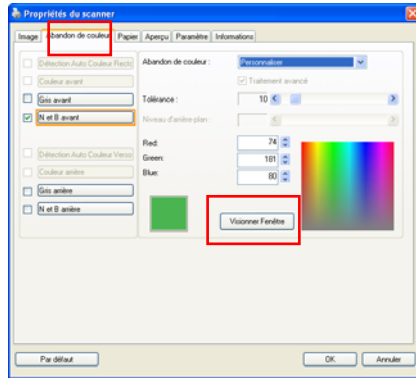 Propriétés du scanner
Image Abandon de couleur Papier Aperçu Paramètre Informations
Détection Auto Couleur Recto
Couleur avant
Gris avant
N et B avant
Détection Auto Couleur Verso
Couleur arrière
Gris arrière
N et B arrière
Abandon de couleur :
Personnaliser
Traitement avancé
Tolérance :
10
Niveau d'arrière-plan :
Red:
74
Green:
181
Blue:
80
Visionner Fenêtre
Par défaut
OK
Annuler